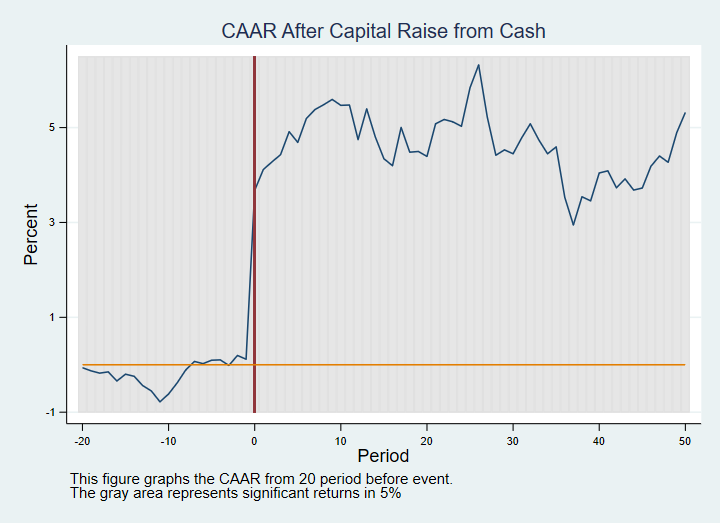 CAAR After Capital Raise from Cash
Percent
5
3
1
-1
-20 -10 0 10 20 30 40 50
Period
This figure graphs the CAAR from 20 period before event.
The gray area represents significant returns in 5%